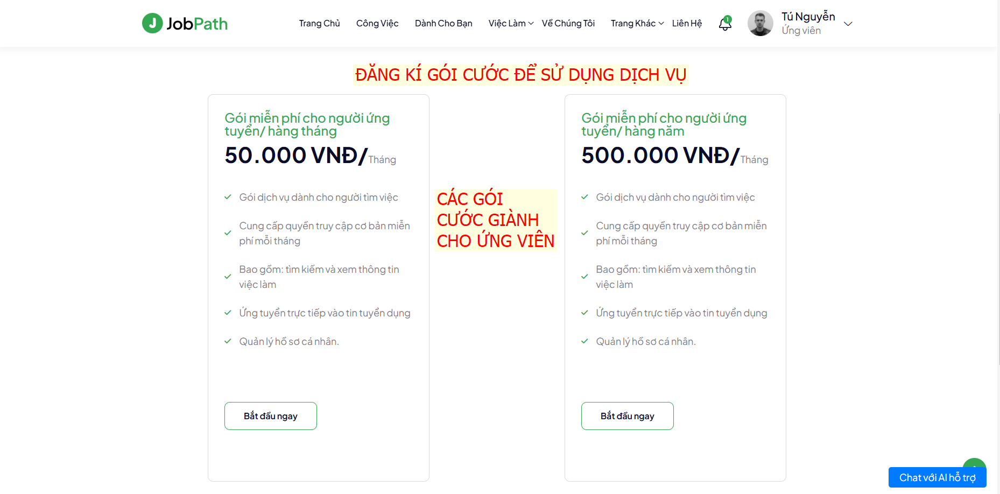 J JobPath
Trang Chủ Công Việc Dành Cho Bạn Việc Làm Về Chúng Tôi Trang Khác Liên Hệ 1 Tú Nguyễn
Ứng viên
ĐĂNG KÍ GÓI CƯỚC ĐỂ SỬ DỤNG DỊCH VỤ
Gói miễn phí cho người ứng
tuyển/ hàng tháng
50.000 VNĐ/Tháng
Gói dịch vụ dành cho người tìm việc
Cung cấp quyền truy cập cơ bản miễn
phí mỗi tháng
Bao gồm: tìm kiếm và xem thông tin
việc làm
Ứng tuyển trực tiếp vào tin tuyển dụng
Quản lý hồ sơ cá nhân.
Bắt đầu ngay
CÁC GÓI
CƯỚC GIÀNH
CHO ỨNG VIÊN
Gói miễn phí cho người ứng
tuyển/ hàng năm
500.000 VNĐ/Tháng
Gói dịch vụ dành cho người tìm việc
Cung cấp quyền truy cập cơ bản miễn
phí mỗi tháng
Bao gồm: tìm kiếm và xem thông tin
việc làm
Ứng tuyển trực tiếp vào tin tuyển dụng
Quản lý hồ sơ cá nhân.
Bắt đầu ngay
Chat với AI hỗ trợ